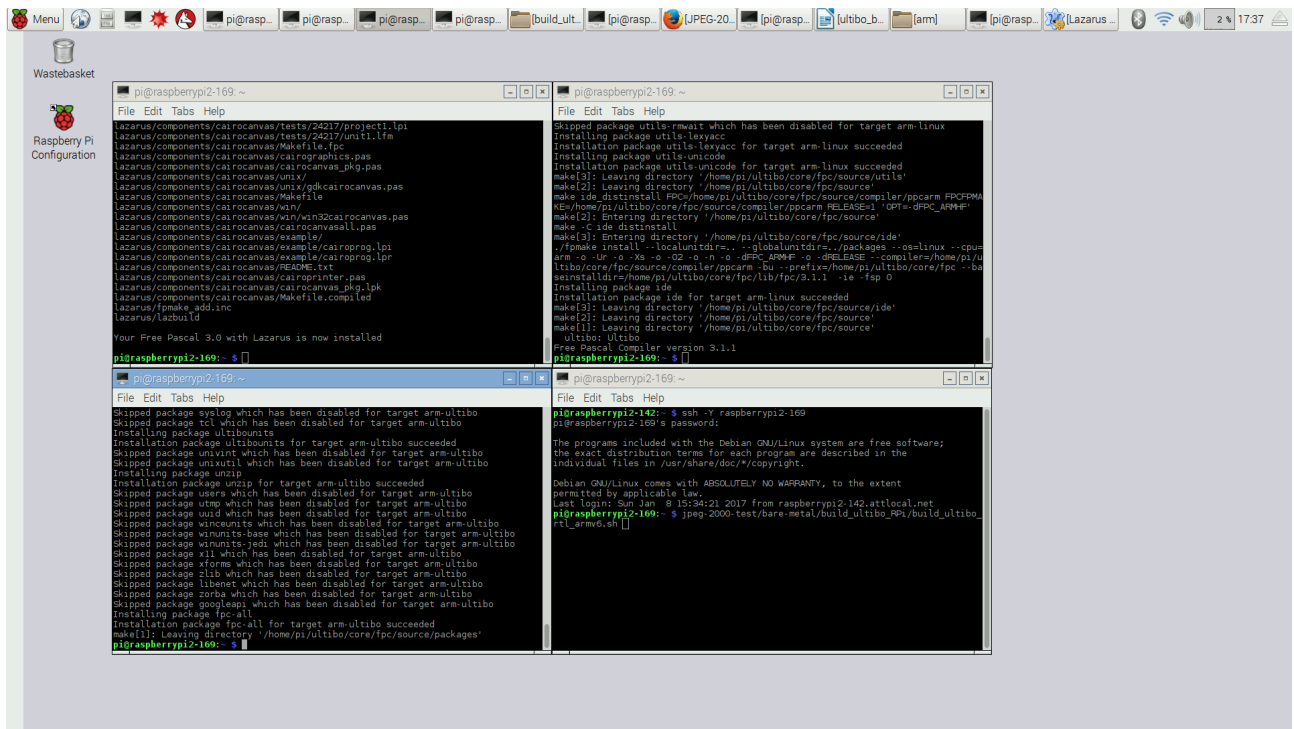 Menu
pi@rasp...
pi@rasp...
pi@rasp...
pi@rasp...
[build_ult...
[pi@rasp...
[JPEG-20...
[pi@rasp...
[ultibo_b...
[arm]
[pi@rasp...
[Lazarus ...
2 %
17:37
Wastebasket
Raspberry Pi
Configuration
pi@raspberrypi2-169: ~
File Edit Tabs Help
lazarus/components/cairocanvas/tests/24217/project1.lpi
lazarus/components/cairocanvas/tests/24217/unit1.lfm
lazarus/components/cairocanvas/Makefile.fpc
lazarus/components/cairocanvas/cairographics.pas
lazarus/components/cairocanvas/cairocanvas_pkg.pas
lazarus/components/cairocanvas/unix/
lazarus/components/cairocanvas/unix/gdkcairocanvas.pas
lazarus/components/cairocanvas/Makefile
lazarus/components/cairocanvas/win/
lazarus/components/cairocanvas/win/win32cairocanvas.pas
lazarus/components/cairocanvas/cairocanvasall.pas
lazarus/components/cairocanvas/example/
lazarus/components/cairocanvas/example/cairoprog.lpi
lazarus/components/cairocanvas/example/cairoprog.lpr
lazarus/components/cairocanvas/README.txt
lazarus/components/cairocanvas/cairoprinter.pas
lazarus/components/cairocanvas/cairocanvas_pkg.lpk
lazarus/components/cairocanvas/Makefile.compiled
lazarus/fpmake_add.inc
lazarus/lazbuild
Your Free Pascal 3.0 with Lazarus is now installed
pi@raspberrypi2-169:~ $
pi@raspberrypi2-169: ~
File Edit Tabs Help
Skipped package utils-rmwait which has been disabled for target arm-linux
Installing package utils-lexyacc
Installation package utils-lexyacc for target arm-linux succeeded
Installing package utils-unicode
Installation package utils-unicode for target arm-linux succeeded
make[3]: Leaving directory '/home/pi/ultibo/core/fpc/source/utils'
make[2]: Leaving directory '/home/pi/ultibo/core/fpc/source'
make ide_distinstall FPC=/home/pi/ultibo/core/fpc/source/compiler/ppcarm FPCFPMA
KE=/home/pi/ultibo/core/fpc/source/compiler/ppcarm RELEASE=1 'OPT=-dFPC_ARMHF'
make[2]: Entering directory '/home/pi/ultibo/core/fpc/source'
make -C ide distinstall
make[3]: Entering directory '/home/pi/ultibo/core/fpc/source/ide'
./fpmake install --localunitdir=.. --globalunitdir=../packages --os=linux --cpu=
arm -o -Ur -o -Xs -o -O2 -o -n -o -dFPC_ARMHF -o -dRELEASE --compiler=/home/pi/u
ltibo/core/fpc/source/compiler/ppcarm -bu --prefix=/home/pi/ultibo/core/fpc --ba
seinstalldir=/home/pi/ultibo/core/fpc/lib/fpc/3.1.1 -ie -fsp 0
Installing package ide
Installation package ide for target arm-linux succeeded
make[3]: Leaving directory '/home/pi/ultibo/core/fpc/source/ide'
make[2]: Leaving directory '/home/pi/ultibo/core/fpc/source'
make[1]: Leaving directory '/home/pi/ultibo/core/fpc/source'
ultibo: Ultibo
Free Pascal Compiler version 3.1.1
pi@raspberrypi2-169:~ $
pi@raspberrypi2-169: ~
File Edit Tabs Help
Skipped package syslog which has been disabled for target arm-ultibo
Skipped package tcl which has been disabled for target arm-ultibo
Installing package ultibounits
Installation package ultibounits for target arm-ultibo succeeded
Skipped package univint which has been disabled for target arm-ultibo
Skipped package unixutil which has been disabled for target arm-ultibo
Installing package unzip
Installation package unzip for target arm-ultibo succeeded
Skipped package users which has been disabled for target arm-ultibo
Skipped package utmp which has been disabled for target arm-ultibo
Skipped package uuid which has been disabled for target arm-ultibo
Skipped package winceunits which has been disabled for target arm-ultibo
Skipped package winunits-base which has been disabled for target arm-ultibo
Skipped package winunits-jedi which has been disabled for target arm-ultibo
Skipped package x11 which has been disabled for target arm-ultibo
Skipped package xforms which has been disabled for target arm-ultibo
Skipped package zlib which has been disabled for target arm-ultibo
Skipped package libenet which has been disabled for target arm-ultibo
Skipped package zorba which has been disabled for target arm-ultibo
Skipped package googleapi which has been disabled for target arm-ultibo
Installing package fpc-all
Installation package fpc-all for target arm-ultibo succeeded
make[1]: Leaving directory '/home/pi/ultibo/core/fpc/source/packages'
pi@raspberrypi2-169:~ $
pi@raspberrypi2-169: ~
File Edit Tabs Help
pi@raspberrypi2-142:~ $ ssh -Y raspberrypi2-169
pi@raspberrypi2-169's password:
The programs included with the Debian GNU/Linux system are free software;
the exact distribution terms for each program are described in the
individual files in /usr/share/doc/*/copyright.
Debian GNU/Linux comes with ABSOLUTELY NO WARRANTY, to the extent
permitted by applicable law.
Last login: Sun Jan  8 15:34:21 2017 from raspberrypi2-142.attlocal.net
pi@raspberrypi2-169:~ $ jpeg-2000-test/bare-metal/build_ultibo_RPi/build_ultibo_
rtl_armv6.sh